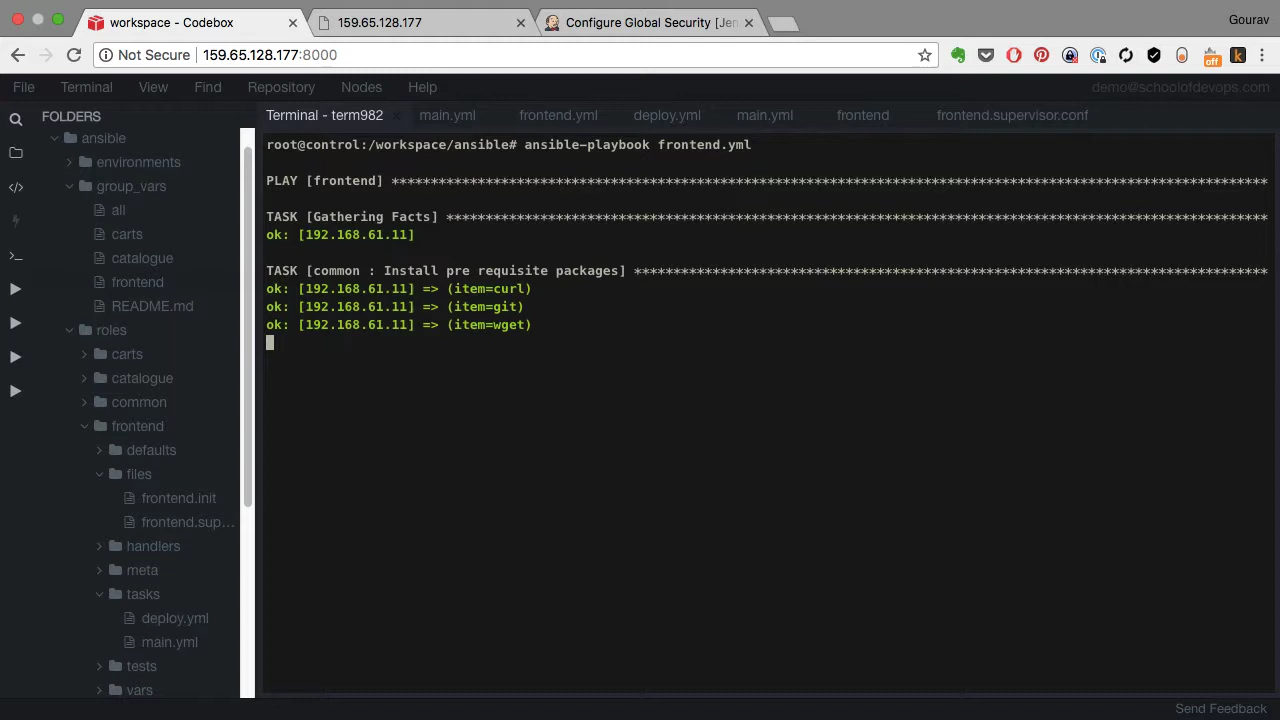 workspace - Codebox
159.65.128.177
Configure Global Security [Jen
Gourav
Not Secure
159.65.128.177:8000
off
k
File Terminal View Find Repository Nodes Help
demo@schoolofdevops.com
FOLDERS
ansible
environments
group_vars
all
carts
catalogue
frontend
README.md
roles
carts
catalogue
common
frontend
defaults
files
frontend.init
frontend.sup...
handlers
meta
tasks
deploy.yml
main.yml
tests
vars
Terminal - term982 main.yml frontend.yml deploy.yml main.yml frontend frontend.supervisor.conf
root@control:/workspace/ansible# ansible-playbook frontend.yml
PLAY [frontend] ****************************************************************************************************************
TASK [Gathering Facts] *********************************************************************************************************
ok: [192.168.61.11]
TASK [common : Install pre requisite packages] *********************************************************************************
ok: [192.168.61.11] => (item=curl)
ok: [192.168.61.11] => (item=git)
ok: [192.168.61.11] => (item=wget)
Send Feedback